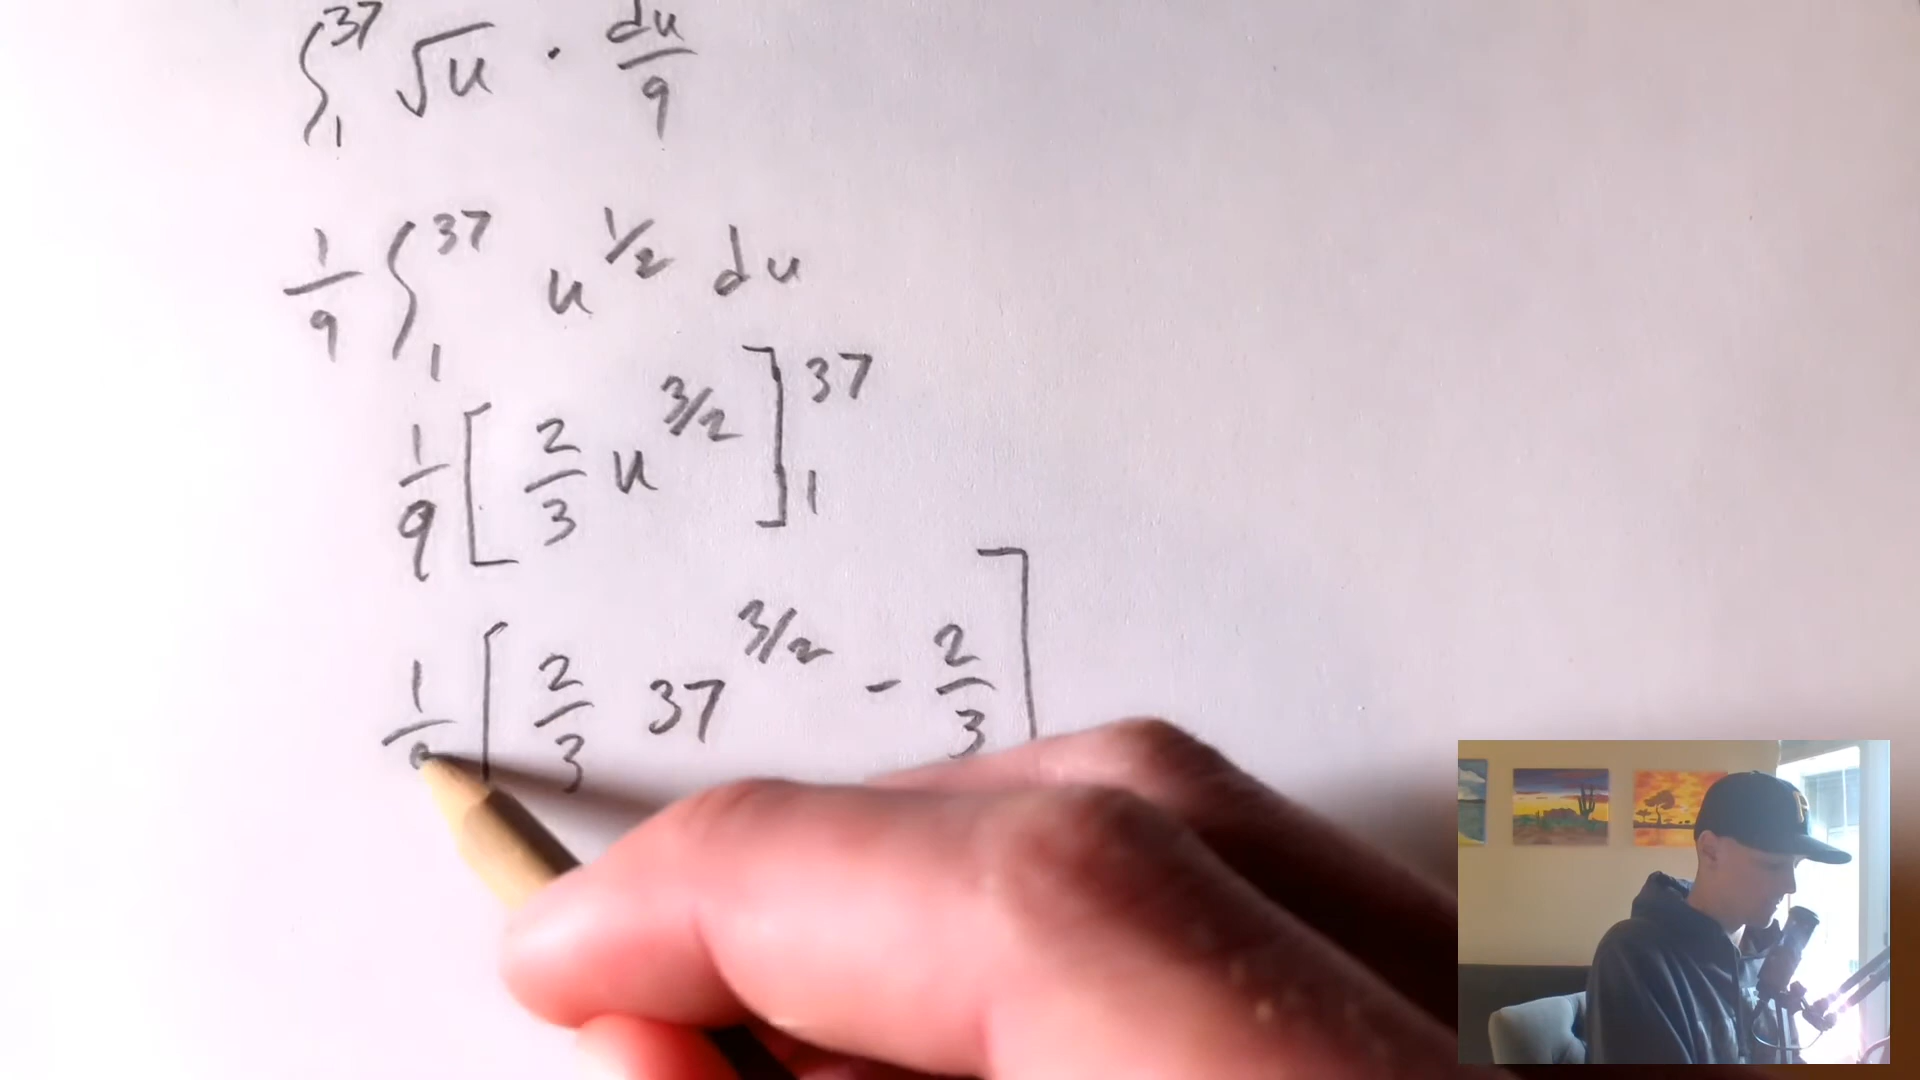 ∫₁³⁷ √u · du/9
1/9 ∫₁³⁷ u^(1/2) du
1/9 [ 2/3 u^(3/2) ]₁³⁷
1/9 [ 2/3 37^(3/2) - 2/3 ]